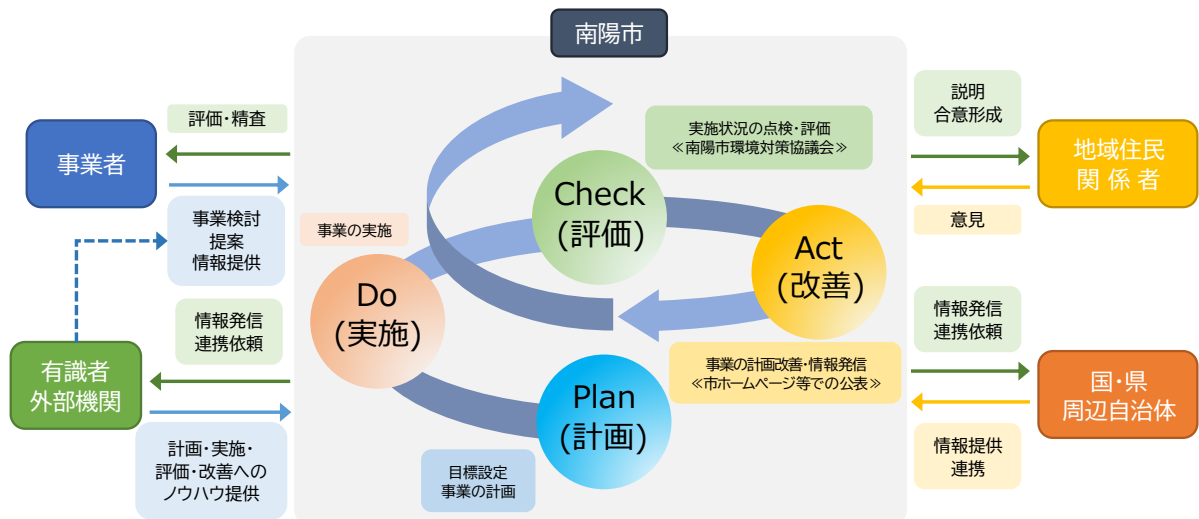 南陽市
評価・精査
事業者
事業検討
提案
情報提供
情報発信
連携依頼
有識者
外部機関
計画・実施・
評価・改善への
ノウハウ提供
実施状況の点検・評価
≪南陽市環境対策協議会≫
Check
(評価)
事業の実施
Act
(改善)
Do
(実施)
事業の計画改善・情報発信
≪市ホームページ等での公表≫
Plan
(計画)
目標設定
事業の計画
説明
合意形成
地域住民
関係者
意見
情報発信
連携依頼
国・県
周辺自治体
情報提供
連携